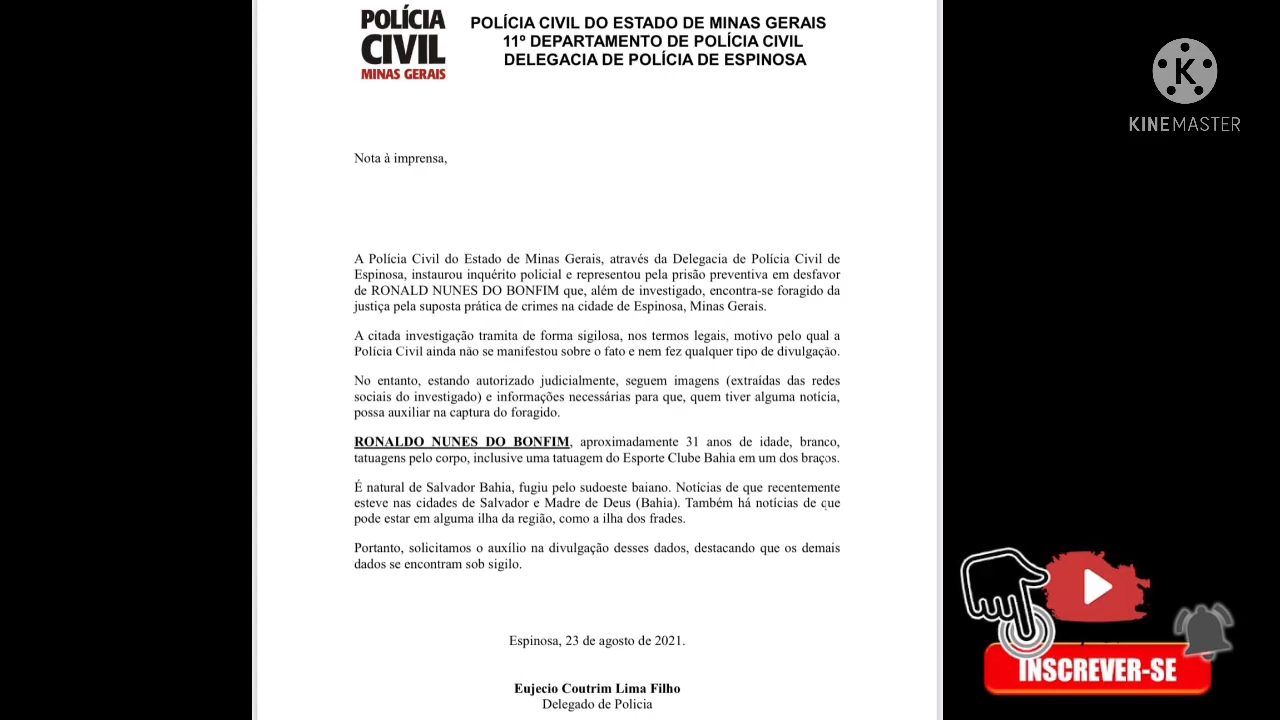 POLÍCIA
CIVIL
MINAS GERAIS
POLÍCIA CIVIL DO ESTADO DE MINAS GERAIS
11º DEPARTAMENTO DE POLÍCIA CIVIL
DELEGACIA DE POLÍCIA DE ESPINOSA
K
KINEMASTER
Nota à imprensa,
A Polícia Civil do Estado de Minas Gerais, através da Delegacia de Polícia Civil de
Espinosa, instaurou inquérito policial e representou pela prisão preventiva em desfavor
de RONALD NUNES DO BONFIM que, além de investigado, encontra-se foragido da
justiça pela suposta prática de crimes na cidade de Espinosa, Minas Gerais.
A citada investigação tramita de forma sigilosa, nos termos legais, motivo pelo qual a
Polícia Civil ainda não se manifestou sobre o fato e nem fez qualquer tipo de divulgação.
No entanto, estando autorizado judicialmente, seguem imagens (extraídas das redes
sociais do investigado) e informações necessárias para que, quem tiver alguma notícia,
possa auxiliar na captura do foragido.
RONALDO NUNES DO BONFIM, aproximadamente 31 anos de idade, branco,
tatuagens pelo corpo, inclusive uma tatuagem do Esporte Clube Bahia em um dos braços.
É natural de Salvador Bahia, fugiu pelo sudoeste baiano. Noticias de que recentemente
esteve nas cidades de Salvador e Madre de Deus (Bahia). Também há notícias de que
pode estar em alguma ilha da região, como a ilha dos frades.
Portanto, solicitamos o auxílio na divulgação desses dados, destacando que os demais
dados se encontram sob sigilo.
Espinosa, 23 de agosto de 2021.
Eujecio Coutrim Lima Filho
Delegado de Policia
INSCREVER-SE